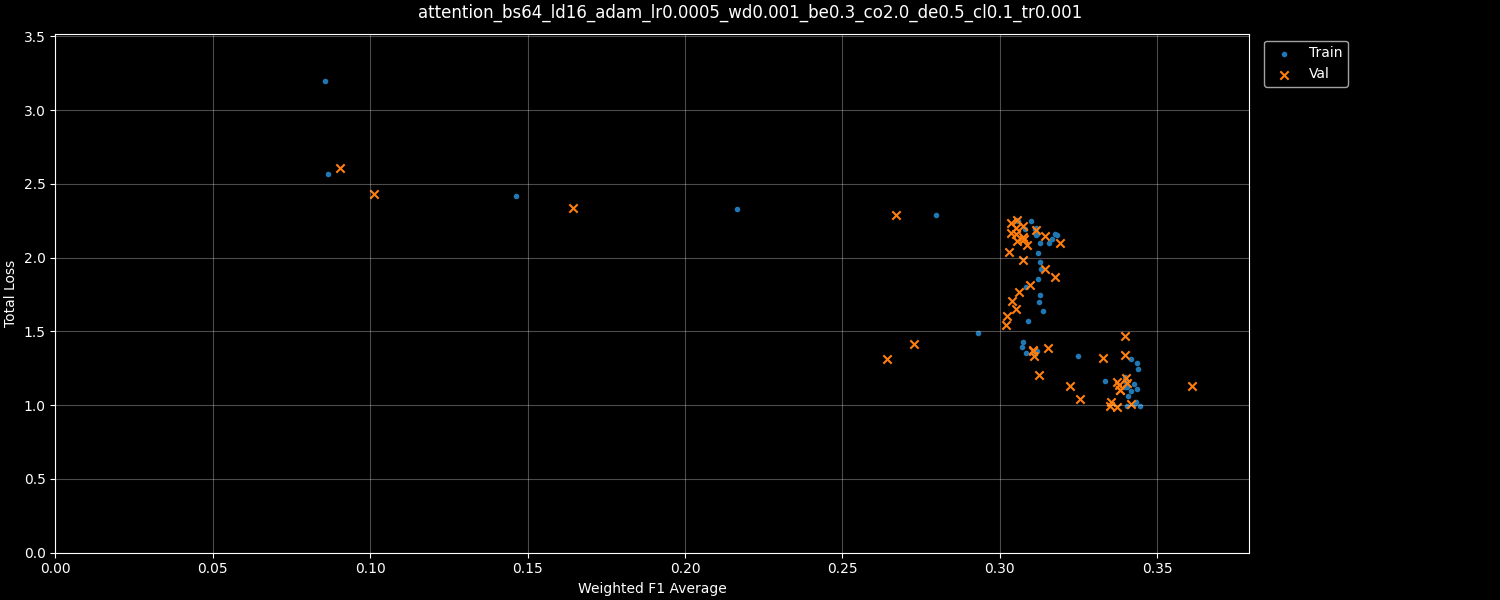 attention_bs64_ld16_adam_lr0.0005_wd0.001_be0.3_co2.0_de0.5_cl0.1_tr0.001
Train
Val
Total Loss
3.5
3.0
2.5
2.0
1.5
1.0
0.5
0.0
0.00 0.05 0.10 0.15 0.20 0.25 0.30 0.35
Weighted F1 Average